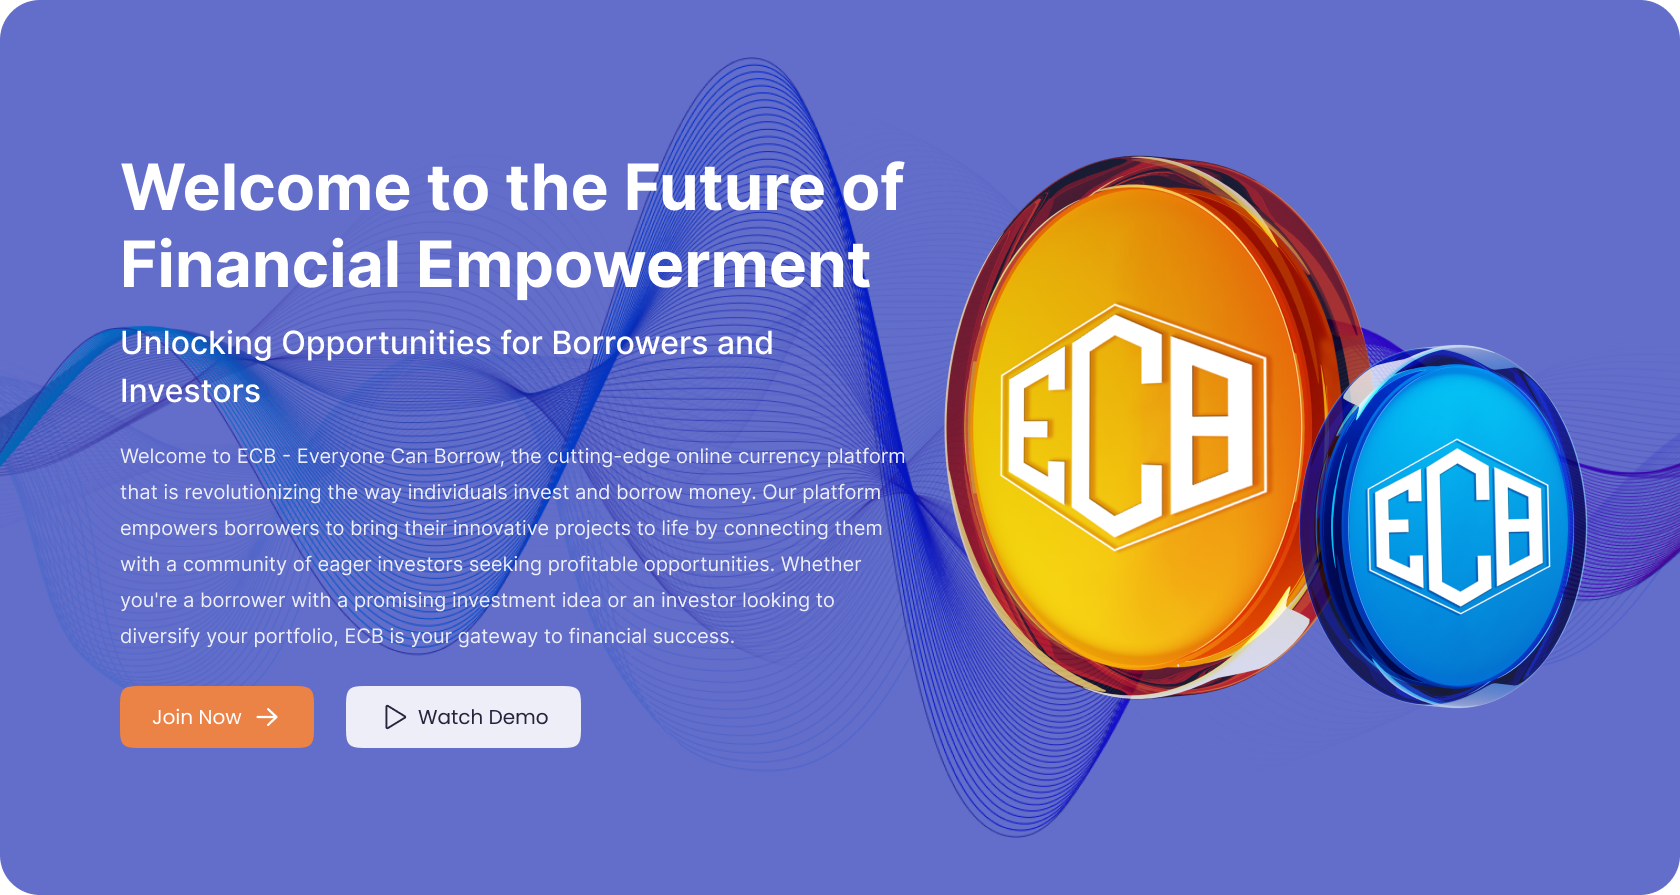 Welcome to the Future of
Financial Empowerment
Unlocking Opportunities for Borrowers and
Investors
Welcome to ECB - Everyone Can Borrow, the cutting-edge online currency platform
that is revolutionizing the way individuals invest and borrow money. Our platform
empowers borrowers to bring their innovative projects to life by connecting them
with a community of eager investors seeking profitable opportunities. Whether
you're a borrower with a promising investment idea or an investor looking to
diversify your portfolio, ECB is your gateway to financial success.
Join Now
Watch Demo
ECB
ECB